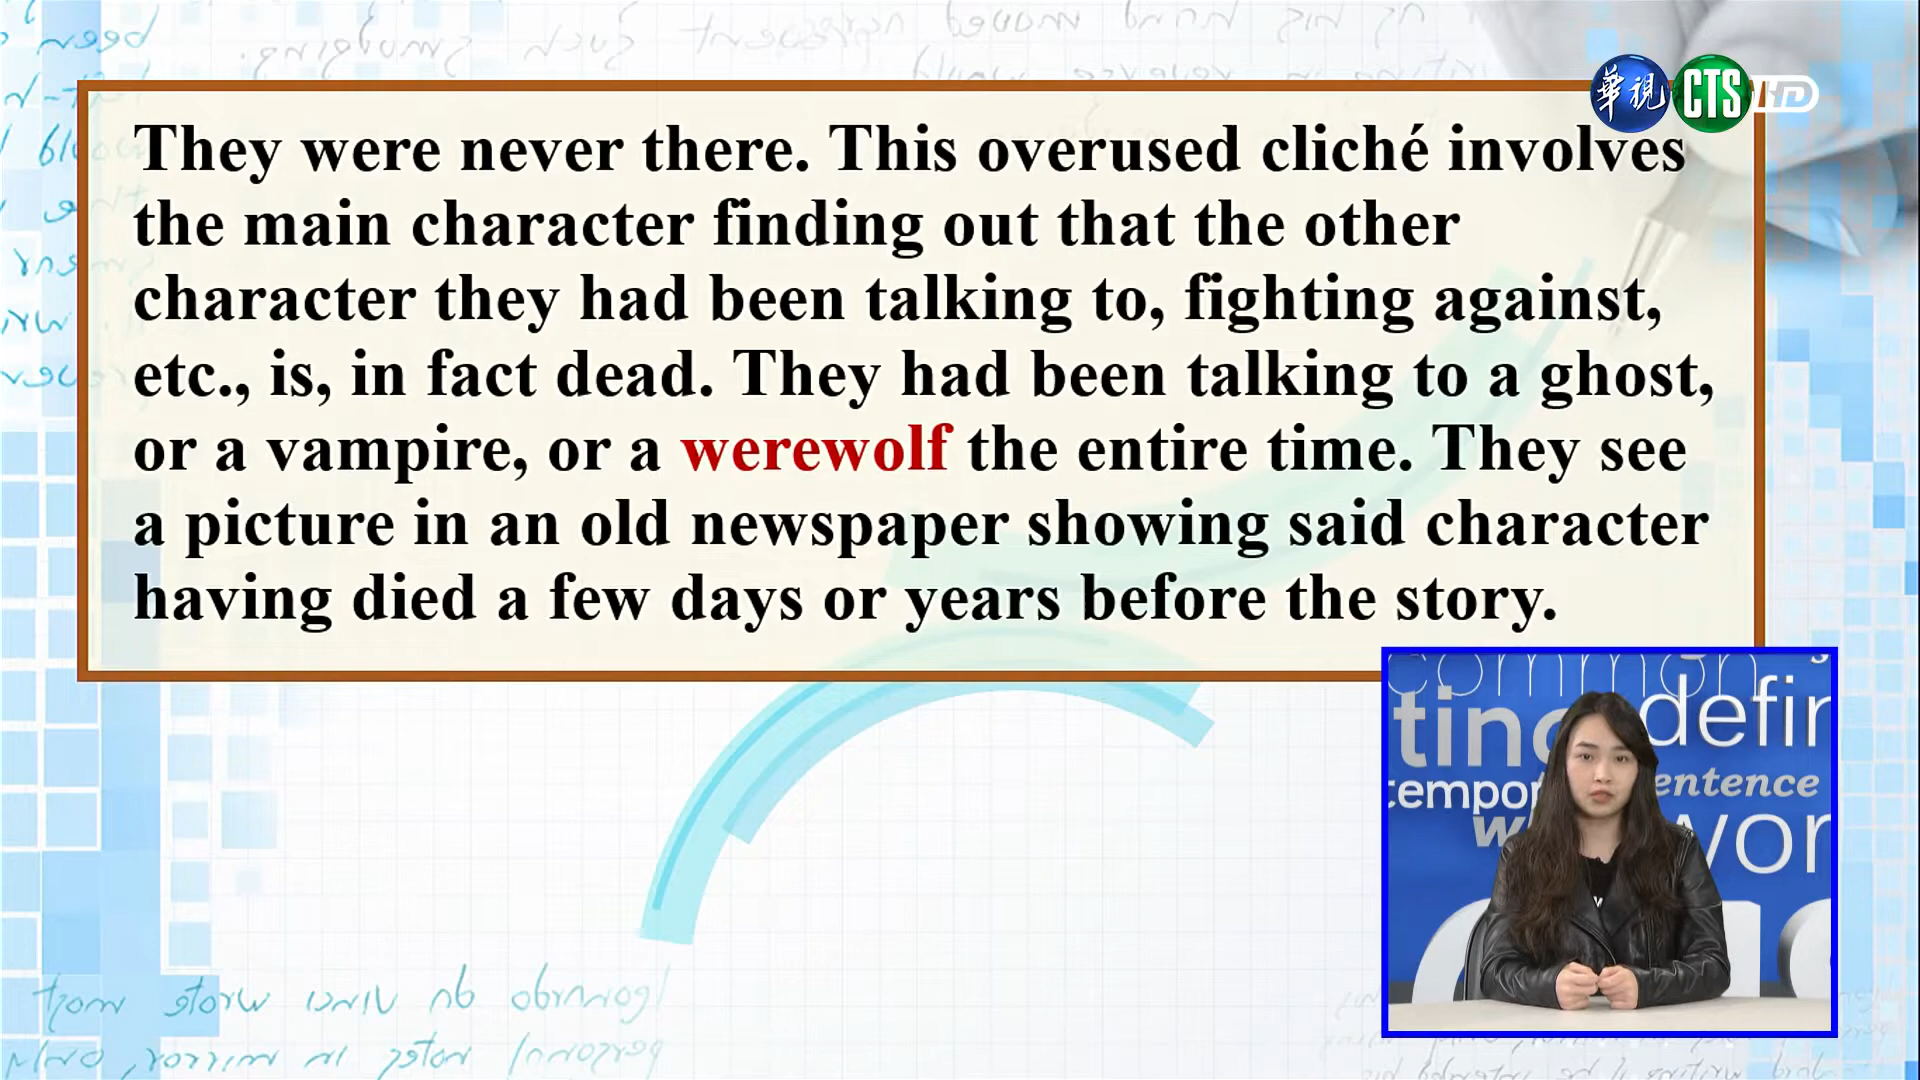 華視 CTS HD
They were never there. This overused cliché involves
the main character finding out that the other
character they had been talking to, fighting against,
etc., is, in fact dead. They had been talking to a ghost,
or a vampire, or a werewolf the entire time. They see
a picture in an old newspaper showing said character
having died a few days or years before the story.
common
defin
entence